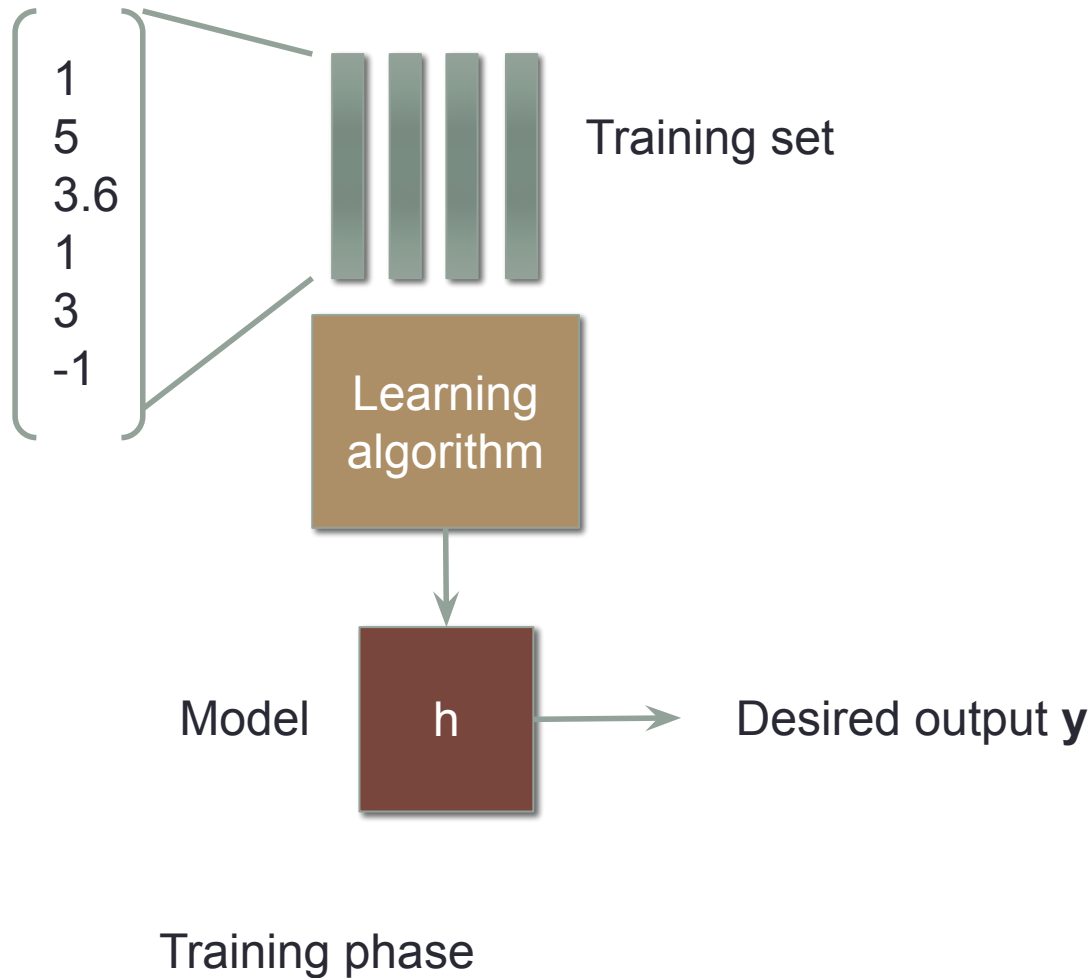 1
5
3.6
1
3
-1
Training set
Learning
algorithm
Model
h
Desired output y
Training phase